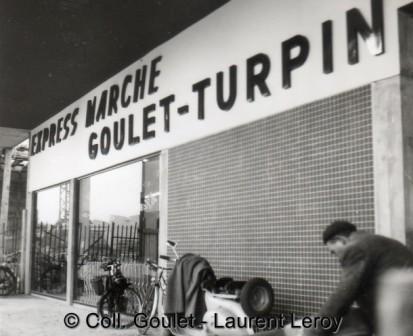 EXPRESS MARCHE
GOULET-TURPIN
© Coll. Goulet - Laurent Leroy